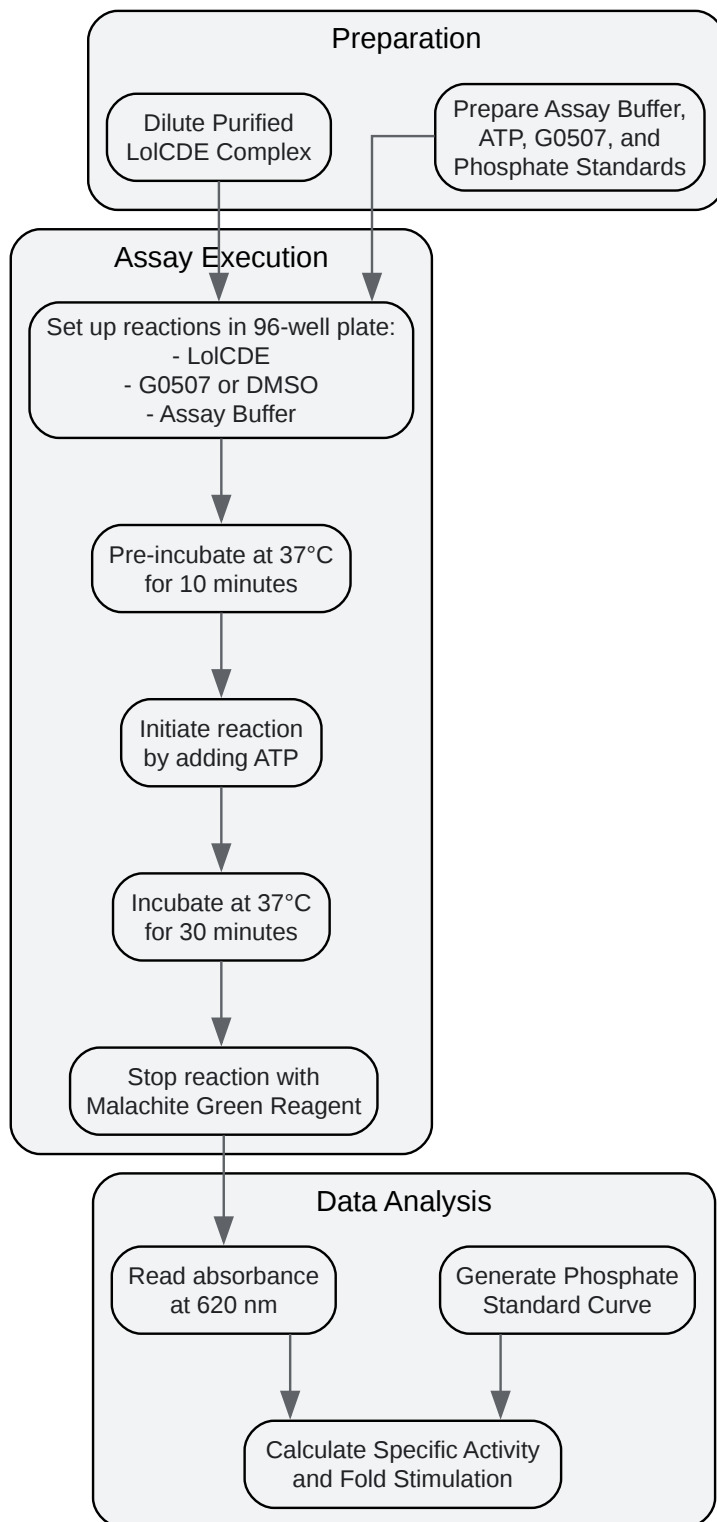 Preparation
Dilute Purified
LolCDE Complex
Prepare Assay Buffer,
ATP, G0507, and
Phosphate Standards
Assay Execution
Set up reactions in 96-well plate:
- LolCDE
- G0507 or DMSO
- Assay Buffer
Pre-incubate at 37°C
for 10 minutes
Initiate reaction
by adding ATP
Incubate at 37°C
for 30 minutes
Stop reaction with
Malachite Green Reagent
Data Analysis
Read absorbance
at 620 nm
Generate Phosphate
Standard Curve
Calculate Specific Activity
and Fold Stimulation